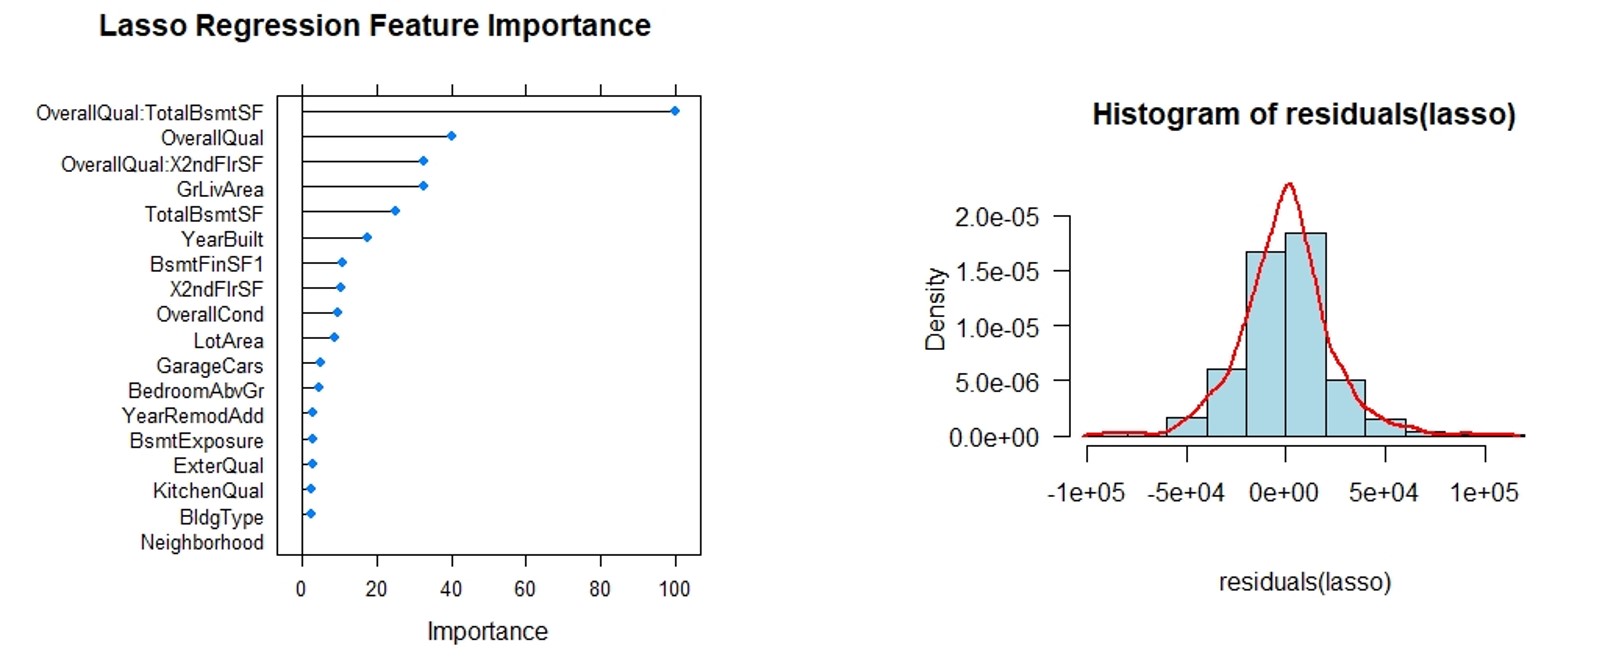 Lasso Regression Feature Importance
OverallQual:TotalBsmtSF
OverallQual
OverallQual:X2ndFlrSF
GrLivArea
TotalBsmtSF
YearBuilt
BsmtFinSF1
X2ndFlrSF
OverallCond
LotArea
GarageCars
BedroomAbvGr
YearRemodAdd
BsmtExposure
ExterQual
KitchenQual
BldgType
Neighborhood
0 20 40 60 80 100
Importance
Histogram of residuals(lasso)
Density
2.0e-05
1.5e-05
1.0e-05
5.0e-06
0.0e+00
-1e+05 -5e+04 0e+00 5e+04 1e+05
residuals(lasso)